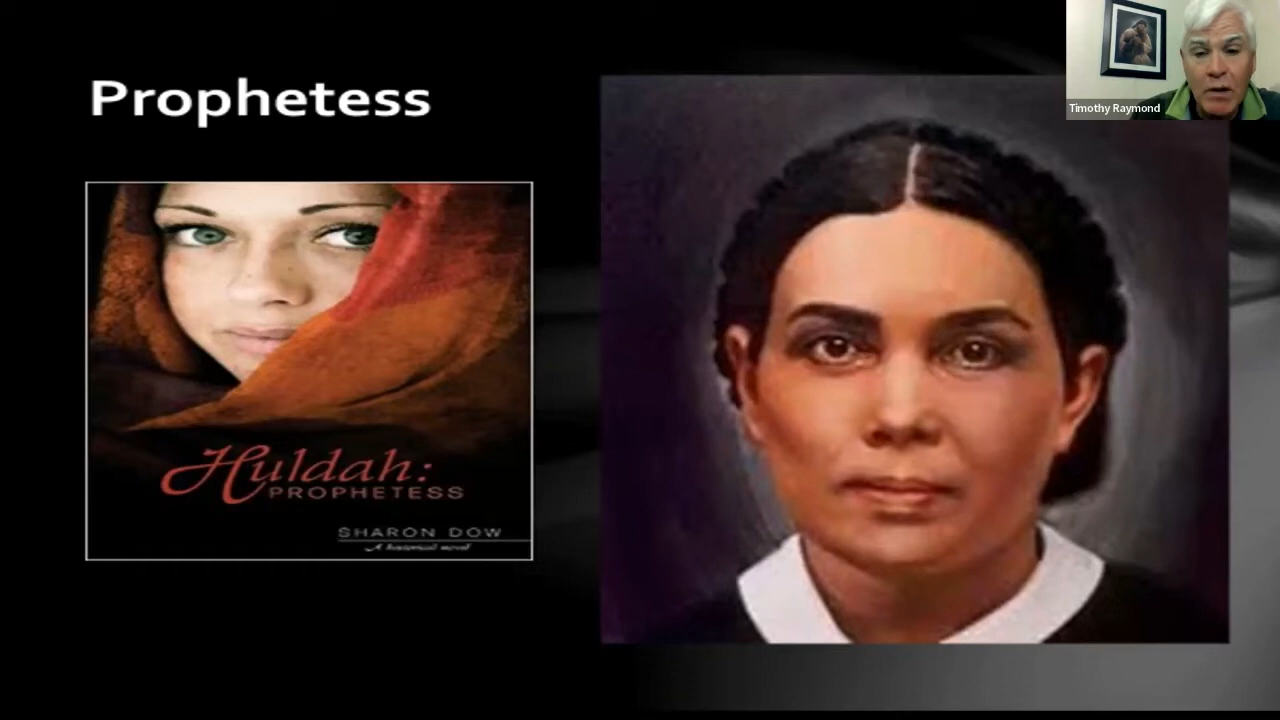 Prophetess
Timothy Raymond
Huldah:
PROPHETESS
SHARON DOW
A historical novel